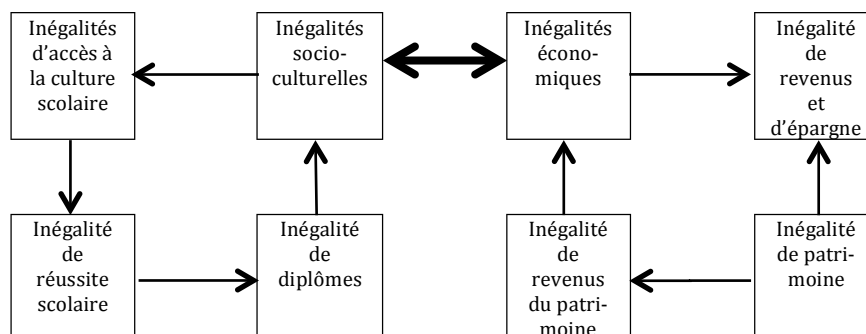 Inégalités
d’accès à
la culture
scolaire
Inégalités
socio-
culturelles
Inégalités
écono-
miques
Inégalité
de
revenus
et
d’épargne
Inégalité
de
réussite
scolaire
Inégalité
de
diplômes
Inégalité
de
revenus
du patri-
moine
Inégalité
de patri-
moine